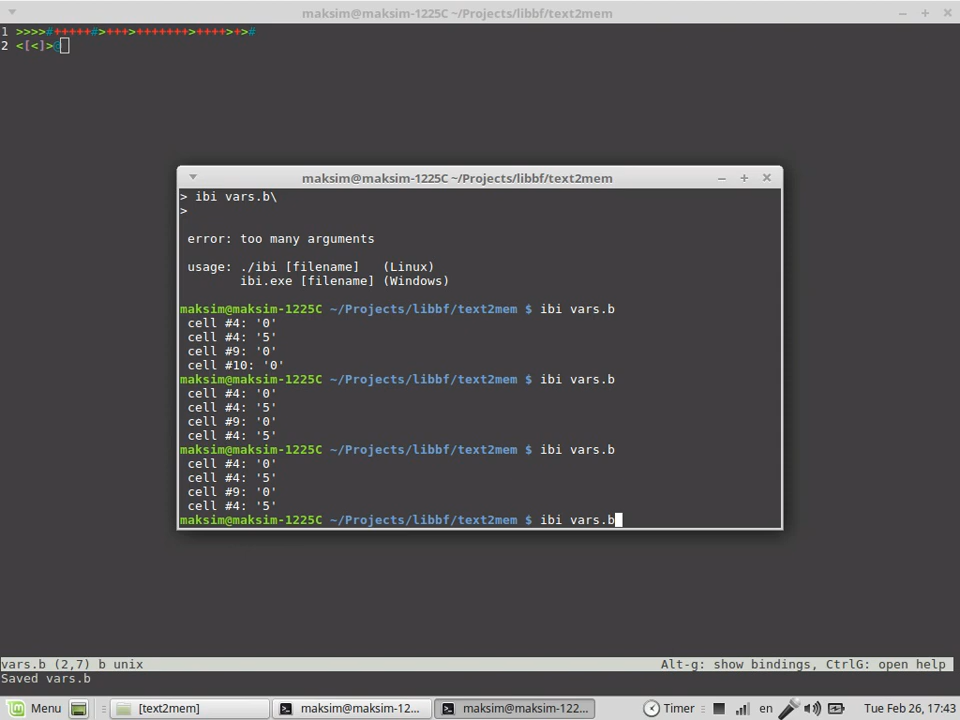 maksim@maksim-1225C ~/Projects/libbf/text2mem
1 >>>>#+++++#>+++>+++++++>++++>+>#
2 <[<]>
maksim@maksim-1225C ~/Projects/libbf/text2mem
> ibi vars.b\
>
error: too many arguments
usage: ./ibi [filename]   (Linux)
ibi.exe [filename] (Windows)
maksim@maksim-1225C ~/Projects/libbf/text2mem $ ibi vars.b
cell #4: '0'
cell #4: '5'
cell #9: '0'
cell #10: '0'
maksim@maksim-1225C ~/Projects/libbf/text2mem $ ibi vars.b
cell #4: '0'
cell #4: '5'
cell #9: '0'
cell #4: '5'
maksim@maksim-1225C ~/Projects/libbf/text2mem $ ibi vars.b
cell #4: '0'
cell #4: '5'
cell #9: '0'
cell #4: '5'
maksim@maksim-1225C ~/Projects/libbf/text2mem $ ibi vars.b
vars.b (2,7) b unix Alt-g: show bindings, CtrlG: open help
Saved vars.b
Menu [text2mem] maksim@maksim-12... maksim@maksim-122... Timer en Tue Feb 26, 17:43